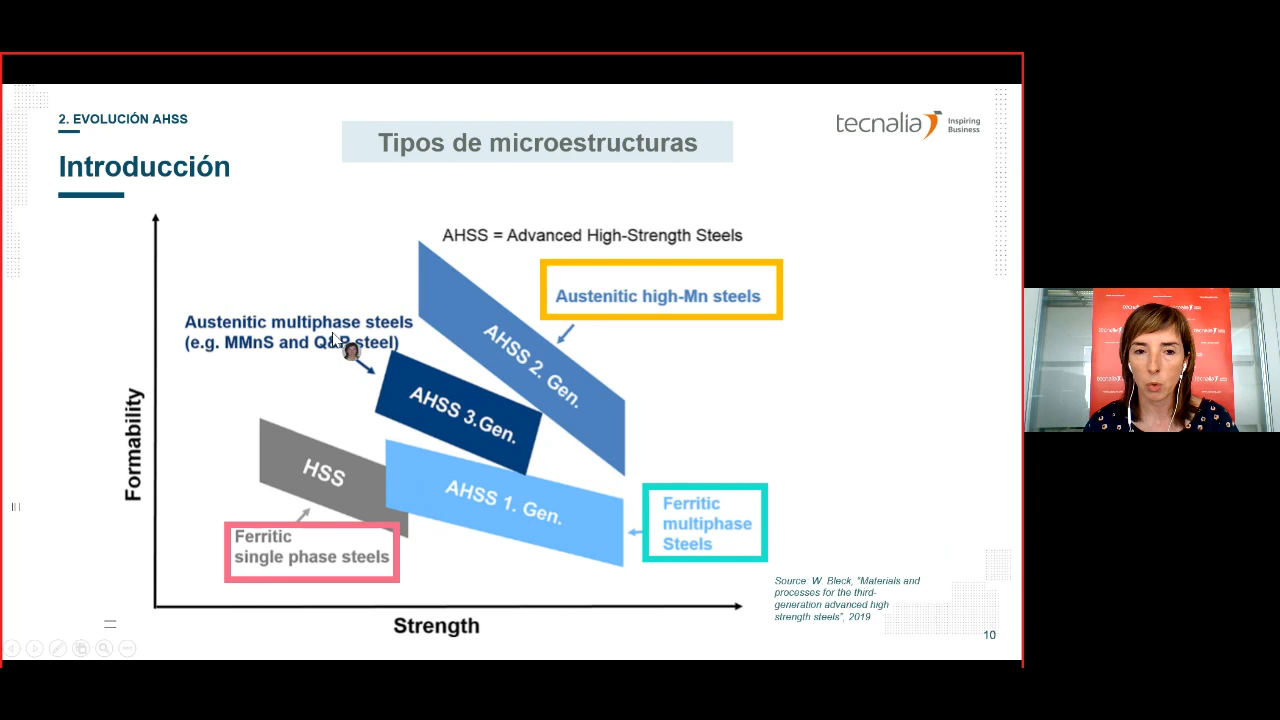 2. EVOLUCIÓN AHSS
Introducción
Tipos de microestructuras
tecnalia
Inspiring
Business
AHSS = Advanced High-Strength Steels
Austenitic high-Mn steels
Austenitic multiphase steels
(e.g. MMnS and Q&P steel)
AHSS 2. Gen.
AHSS 3.Gen.
HSS
AHSS 1. Gen.
Ferritic
single phase steels
Ferritic
multiphase
Steels
Formability
Strength
Source: W. Bleck, "Materials and
processes for the third-
generation advanced high
strength steels", 2019
10
tecnalia